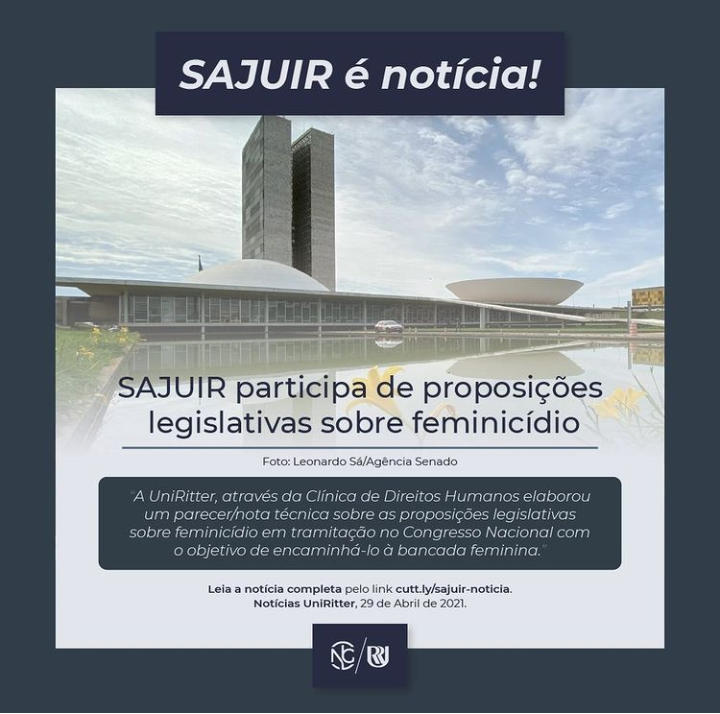 SAJUIR é notícia!
SAJUIR participa de proposições
legislativas sobre feminicídio
Foto: Leonardo Sá/Agência Senado
"A UniRitter, através da Clínica de Direitos Humanos elaborou
um parecer/nota técnica sobre as proposições legislativas
sobre feminicídio em tramitação no Congresso Nacional com
o objetivo de encaminhá-lo à bancada feminina."
Leia a notícia completa pelo link cutt.ly/sajuir-noticia.
Notícias UniRitter, 29 de Abril de 2021.